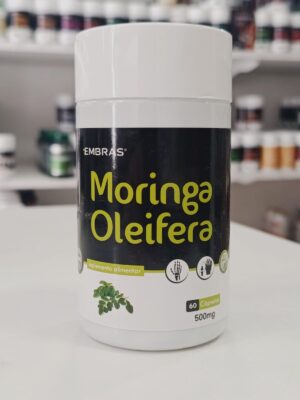 EMBRAS®
Moringa
Oleifera
suplemento alimentar
60 Cápsulas
500mg